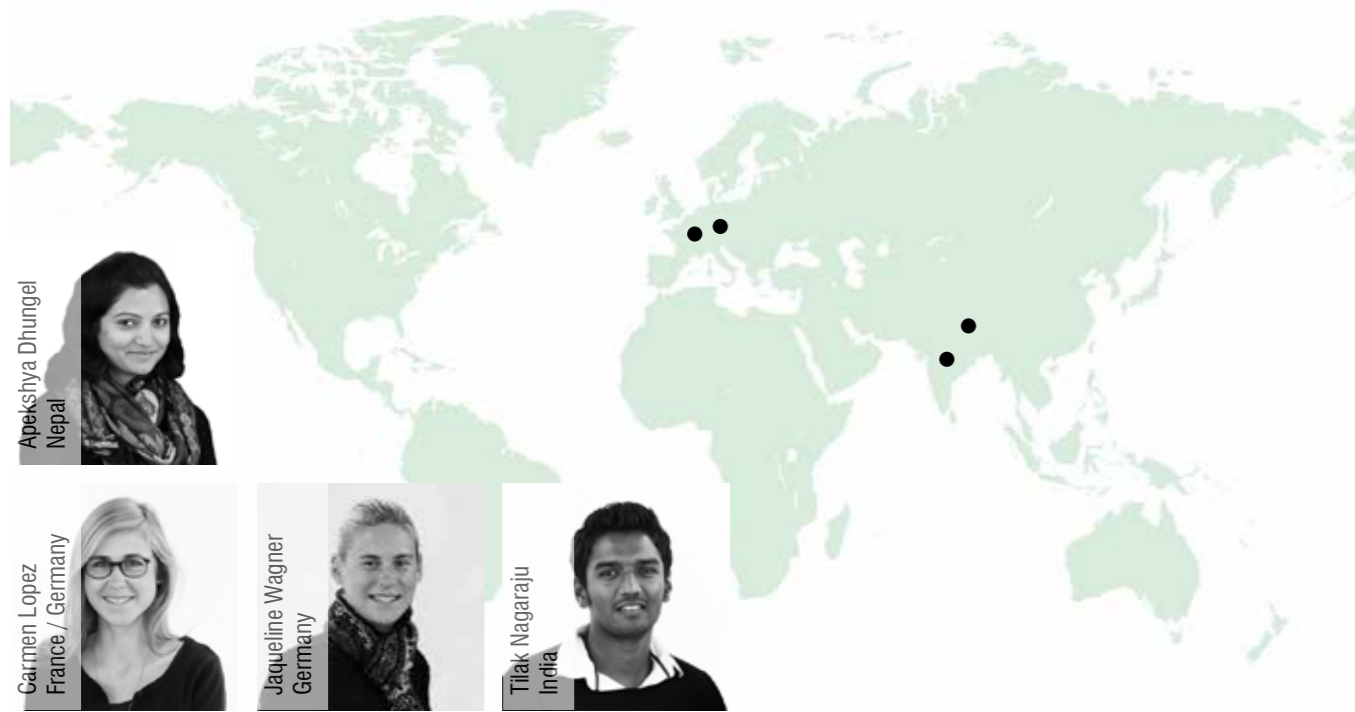 Apekshya Dhungel
Nepal
Carmen Lopez
France / Germany
Jaqueline Wagner
Germany
Tilak Nagaraju
India